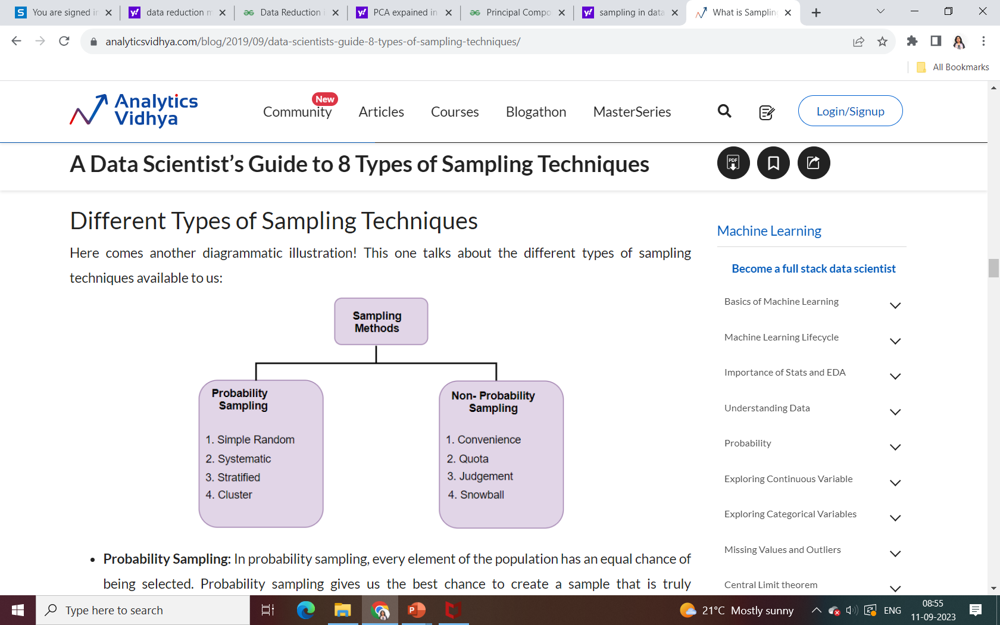 You are signed in
data reduction m
Data Reduction i
PCA expained in
Principal Compo
sampling in data
What is Sampling
analyticsvidhya.com/blog/2019/09/data-scientists-guide-8-types-of-sampling-techniques/
All Bookmarks
Analytics
Vidhya
New
Community
Articles
Courses
Blogathon
MasterSeries
Login/Signup
A Data Scientist’s Guide to 8 Types of Sampling Techniques
PDF
Different Types of Sampling Techniques
Here comes another diagrammatic illustration! This one talks about the different types of sampling
techniques available to us:
Sampling
Methods
Probability
Sampling
1. Simple Random
2. Systematic
3. Stratified
4. Cluster
Non- Probability
Sampling
1. Convenience
2. Quota
3. Judgement
4. Snowball
• Probability Sampling: In probability sampling, every element of the population has an equal chance of
being selected. Probability sampling gives us the best chance to create a sample that is truly
Machine Learning
Become a full stack data scientist
Basics of Machine Learning
Machine Learning Lifecycle
Importance of Stats and EDA
Understanding Data
Probability
Exploring Continuous Variable
Exploring Categorical Variables
Missing Values and Outliers
Central Limit theorem
Type here to search
21°C Mostly sunny
ENG
08:55
11-09-2023